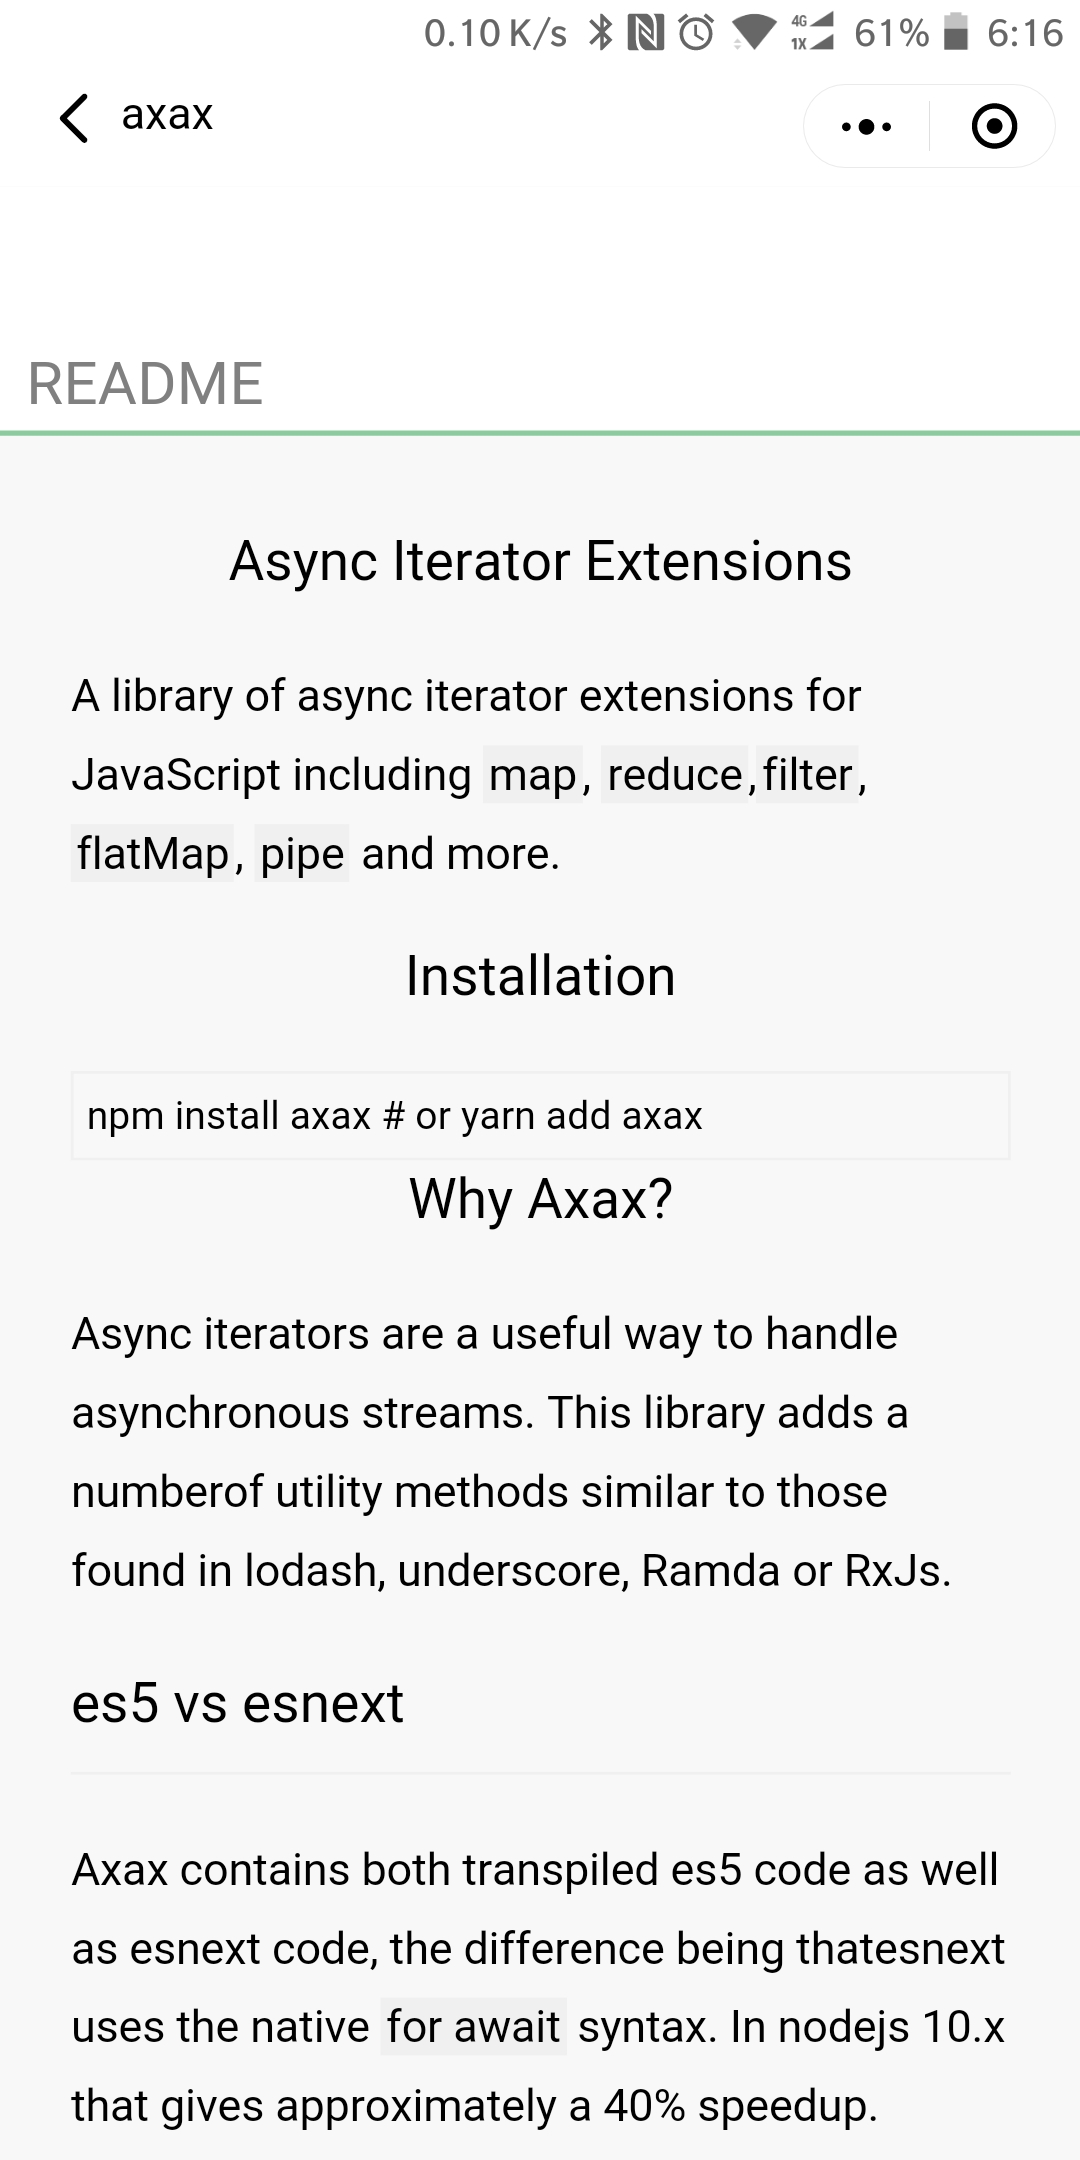 0.10 K/s 4G 1X 61% 6:16
axax
README
Async Iterator Extensions
A library of async iterator extensions for
JavaScript including map, reduce,filter,
flatMap, pipe and more.
Installation
npm install axax # or yarn add axax
Why Axax?
Async iterators are a useful way to handle
asynchronous streams. This library adds a
numberof utility methods similar to those
found in lodash, underscore, Ramda or RxJs.
es5 vs esnext
Axax contains both transpiled es5 code as well
as esnext code, the difference being thatesnext
uses the native for await syntax. In nodejs 10.x
that gives approximately a 40% speedup.